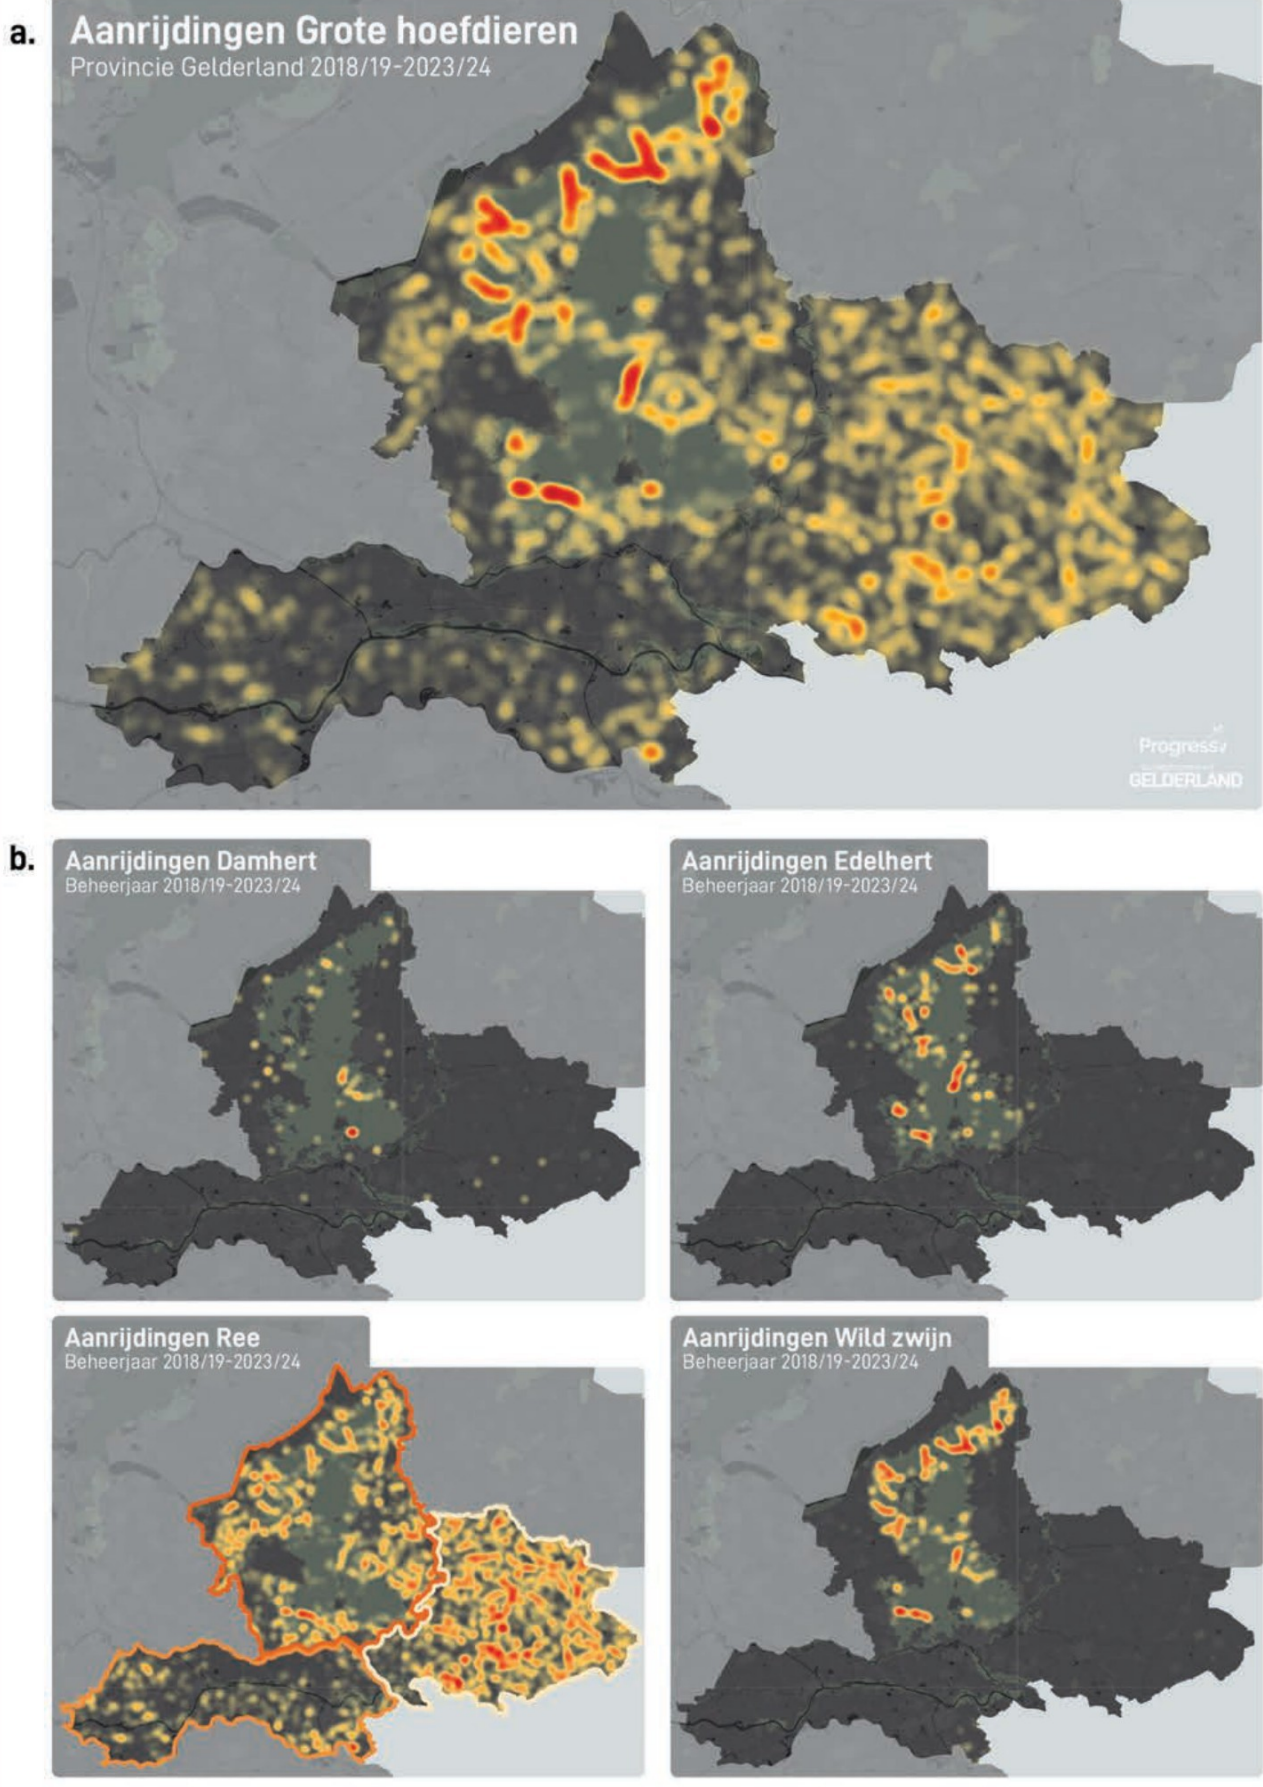 a.
Aanrijdingen Grote hoefdieren
Provincie Gelderland 2018/19-2023/24
Progress
GELDERLAND
b.
Aanrijdingen Damhert
Beheerjaar 2018/19-2023/24
Aanrijdingen Edelhert
Beheerjaar 2018/19-2023/24
Aanrijdingen Ree
Beheerjaar 2018/19-2023/24
Aanrijdingen Wild zwijn
Beheerjaar 2018/19-2023/24